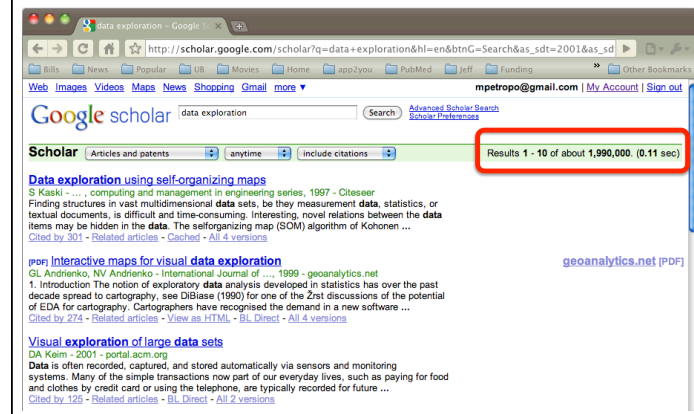 data exploration - Google Sc
http://scholar.google.com/scholar?q=data+exploration&hl=en&btnG=Search&as_sdt=2001&as_sd
Bills News Popular UB Movies Home app2you PubMed Jeff Funding » Other Bookmarks
Web Images Videos Maps News Shopping Gmail more ▼ mpetropo@gmail.com | My Account | Sign out
Google scholar data exploration Search Advanced Scholar Search
Scholar Preferences
Scholar Articles and patents anytime include citations Results 1 - 10 of about 1,990,000. (0.11 sec)
Data exploration using self-organizing maps
S Kaski - ... , computing and management in engineering series, 1997 - Citeseer
Finding structures in vast multidimensional data sets, be they measurement data, statistics, or
textual documents, is difficult and time-consuming. Interesting, novel relations between the data
items may be hidden in the data. The selforganizing map (SOM) algorithm of Kohonen ...
Cited by 301 - Related articles - Cached - All 4 versions
[PDF] Interactive maps for visual data exploration geoanalytics.net [PDF]
GL Andrienko, NV Andrienko - International Journal of ..., 1999 - geoanalytics.net
1. Introduction The notion of exploratory data analysis developed in statistics has over the past
decade spread to cartography, see DiBiase (1990) for one of the Žrst discussions of the potential
of EDA for cartography. Cartographers have recognised the demand in a new software ...
Cited by 274 - Related articles - View as HTML - BL Direct - All 4 versions
Visual exploration of large data sets
DA Keim - 2001 - portal.acm.org
Data is often recorded, captured, and stored automatically via sensors and monitoring
systems. Many of the simple transactions now part of our everyday lives, such as paying for food
and clothes by credit card or using the telephone, are typically recorded for future ...
Cited by 125 - Related articles - BL Direct - All 2 versions